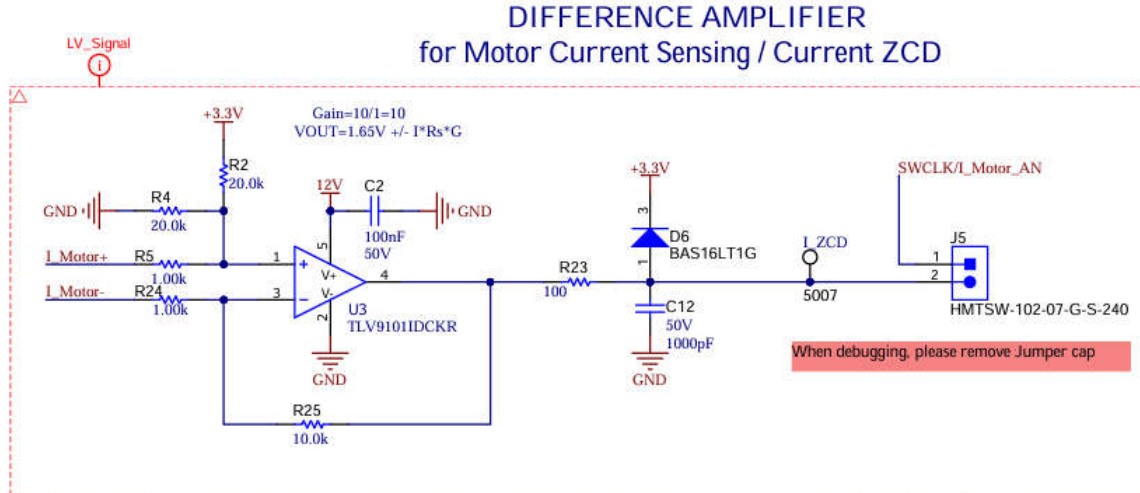 DIFFERENCE AMPLIFIER
for Motor Current Sensing / Current ZCD
LV_Signal
i
+3.3V
Gain=10/1=10
VOUT=1.65V +/- I*Rs*G
R2
20.0k
R4
GND
20.0k
12V
C2
GND
100nF
50V
I_Motor+
R5
1.00k
I_Motor-
R24
1.00k
1
3
5
V+
V-
2
4
U3
TLV9101IDCKR
GND
R25
10.0k
R23
100
+3.3V
3
D6
BAS16LT1G
1
C12
50V
1000pF
GND
I_ZCD
5007
SWCLK/I_Motor_AN
J5
1
2
HMTSW-102-07-G-S-240
When debugging, please remove Jumper cap